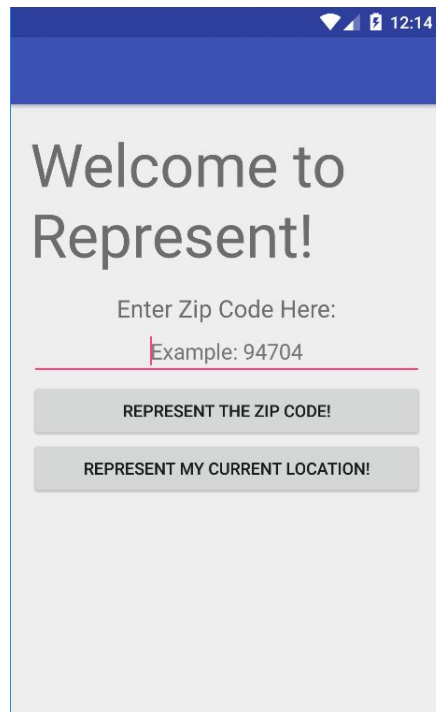 12:14
Welcome to
Represent!
Enter Zip Code Here:
Example: 94704
REPRESENT THE ZIP CODE!
REPRESENT MY CURRENT LOCATION!